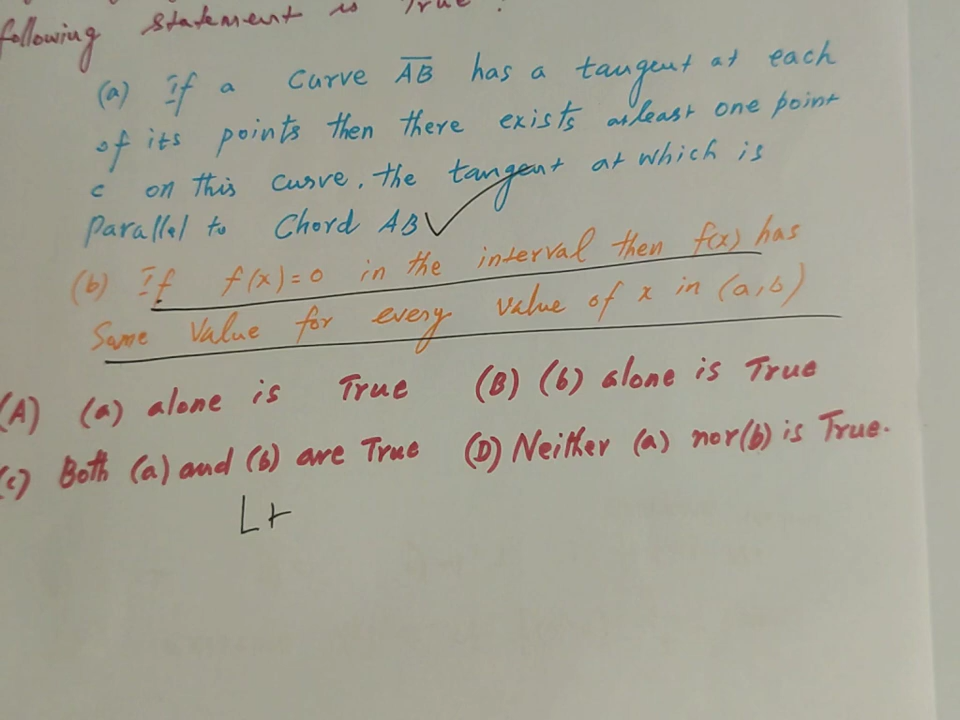 following statement is True.
(a) If a Curve AB has a tangent at each
of its points then there exists atleast one point
c on this curve, the tangent at which is
Parallel to Chord AB
(b) If f(x)=0 in the interval then f(x) has
Same Value for every value of x in (a,b)
(A) (a) alone is True (B) (b) alone is True
(C) Both (a) and (b) are True (D) Neither (a) nor(b) is True.
Lt